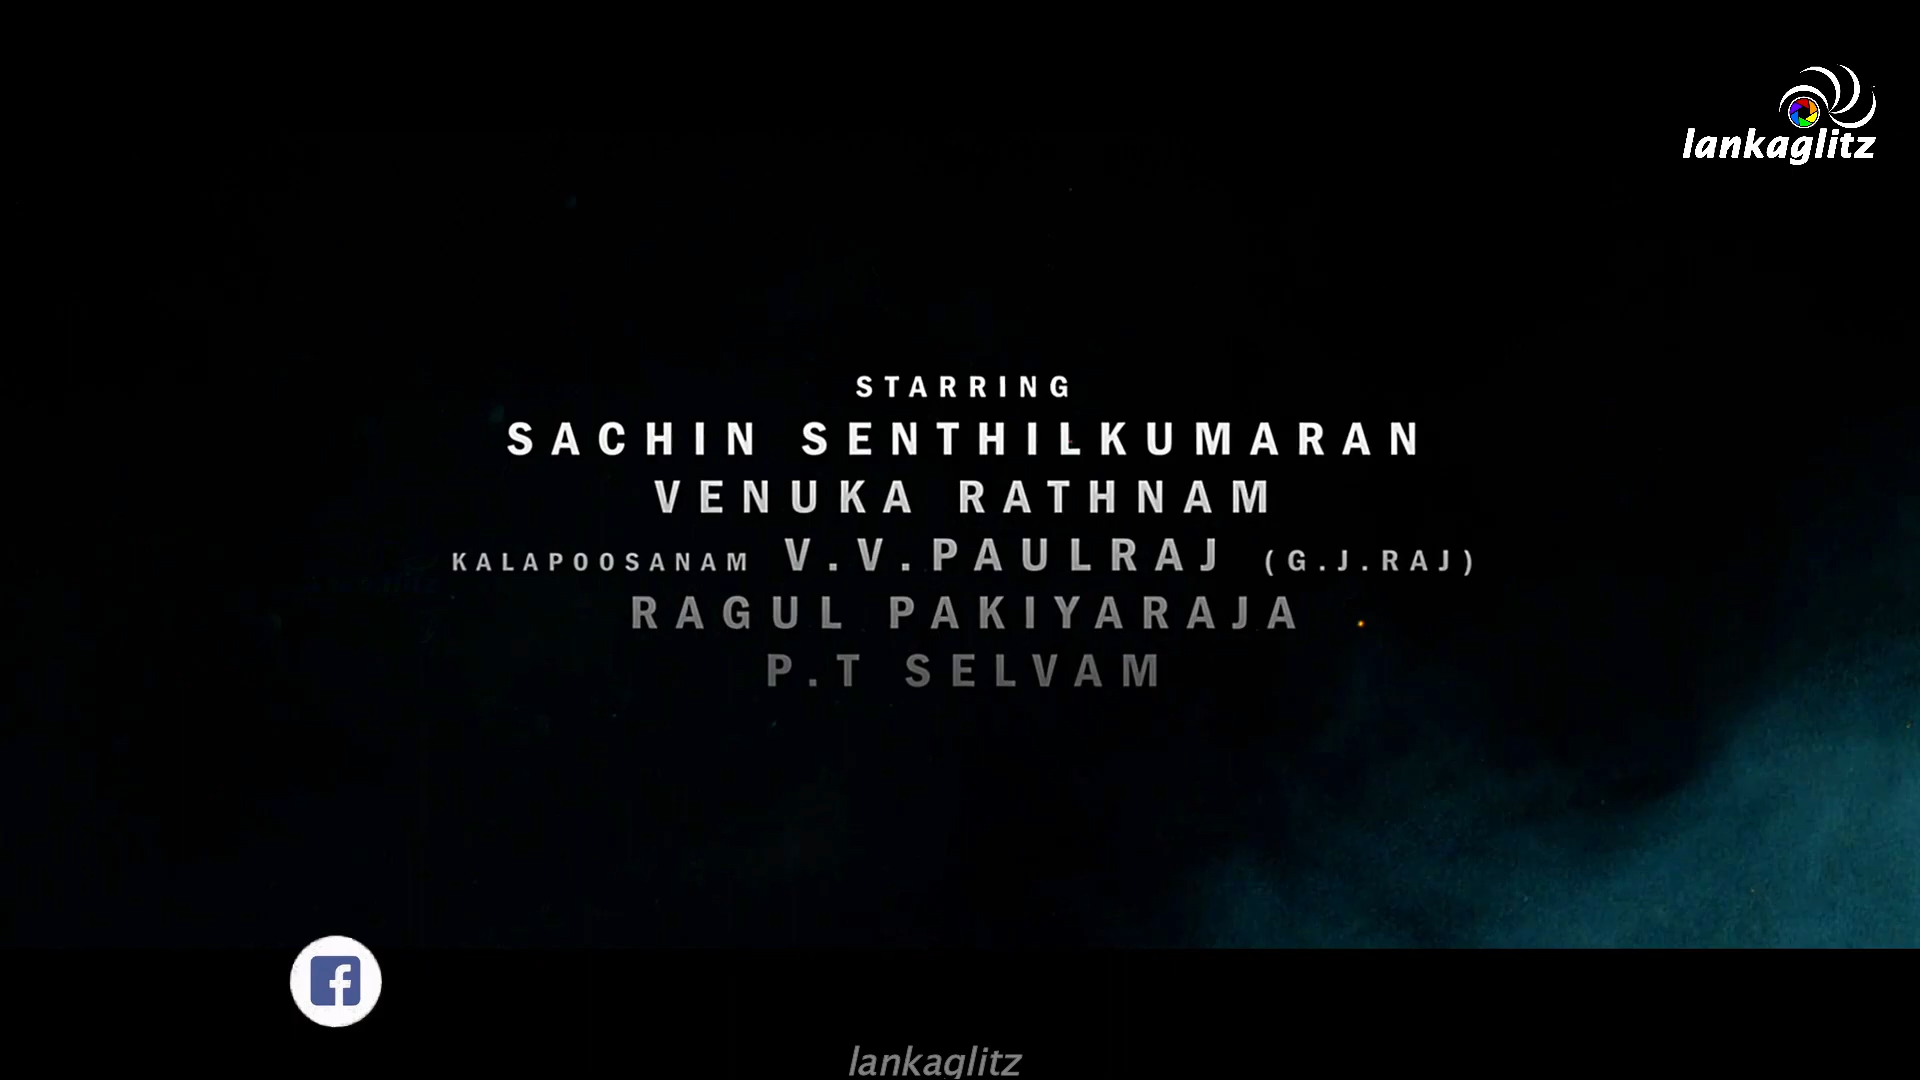 lankaglitz
STARRING
SACHIN SENTHILKUMARAN
VENUKA RATHNAM
KALAPOOSANAM V.V.PAULRAJ (G.J.RAJ)
RAGUL PAKIYARAJA
P.T SELVAM
lankaglitz